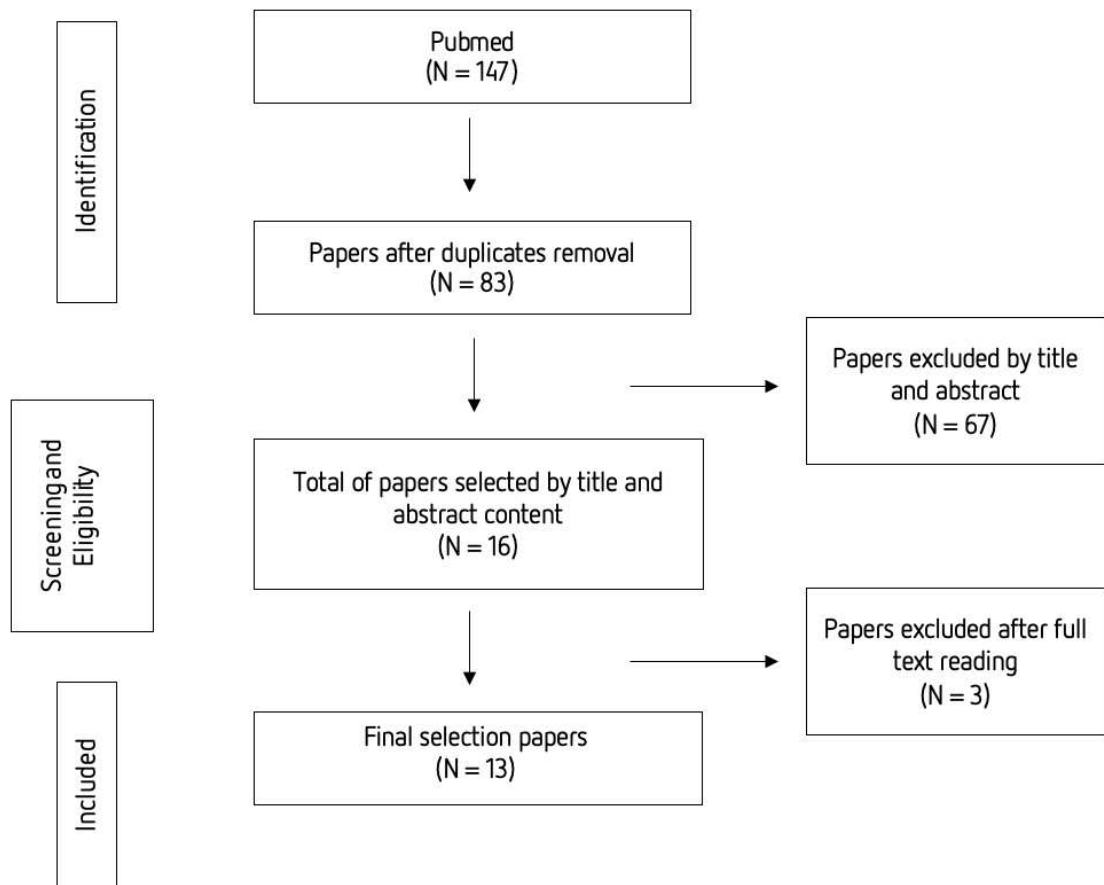 Identification
Pubmed
(N = 147)
Papers after duplicates removal
(N = 83)
Papers excluded by title
and abstract
(N = 67)
Screening and
Eligibility
Total of papers selected by title and
abstract content
(N = 16)
Papers excluded after full
text reading
(N = 3)
Included
Final selection papers
(N = 13)